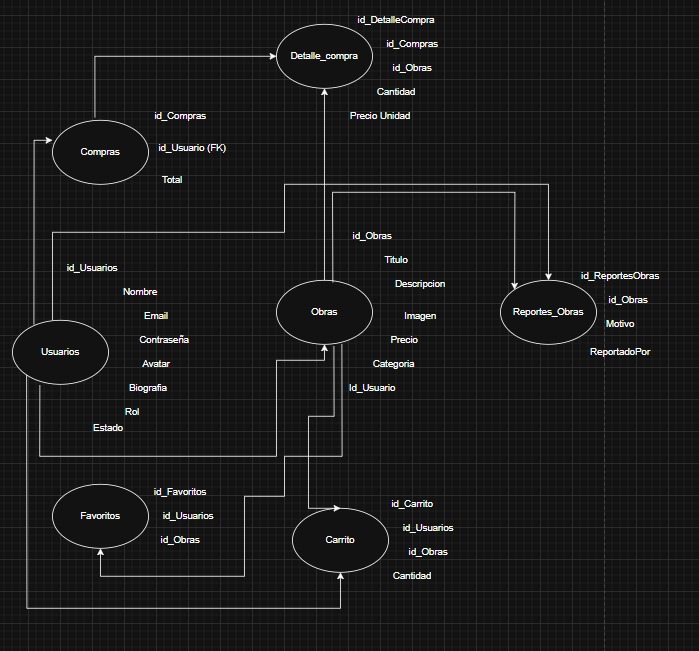 id_DetalleCompra
id_Compras
Detalle_compra
id_Obras
Cantidad
Precio Unidad
id_Compras
Compras
id_Usuario (FK)
Total
id_Usuarios
Nombre
Email
Contraseña
Usuarios
Avatar
Biografia
Rol
Estado
id_Obras
Titulo
Descripcion
Obras
Imagen
Precio
Categoria
Id_Usuario
id_ReportesObras
id_Obras
Reportes_Obras
Motivo
ReportadoPor
id_Favoritos
Favoritos
id_Usuarios
id_Obras
id_Carrito
id_Usuarios
Carrito
id_Obras
Cantidad